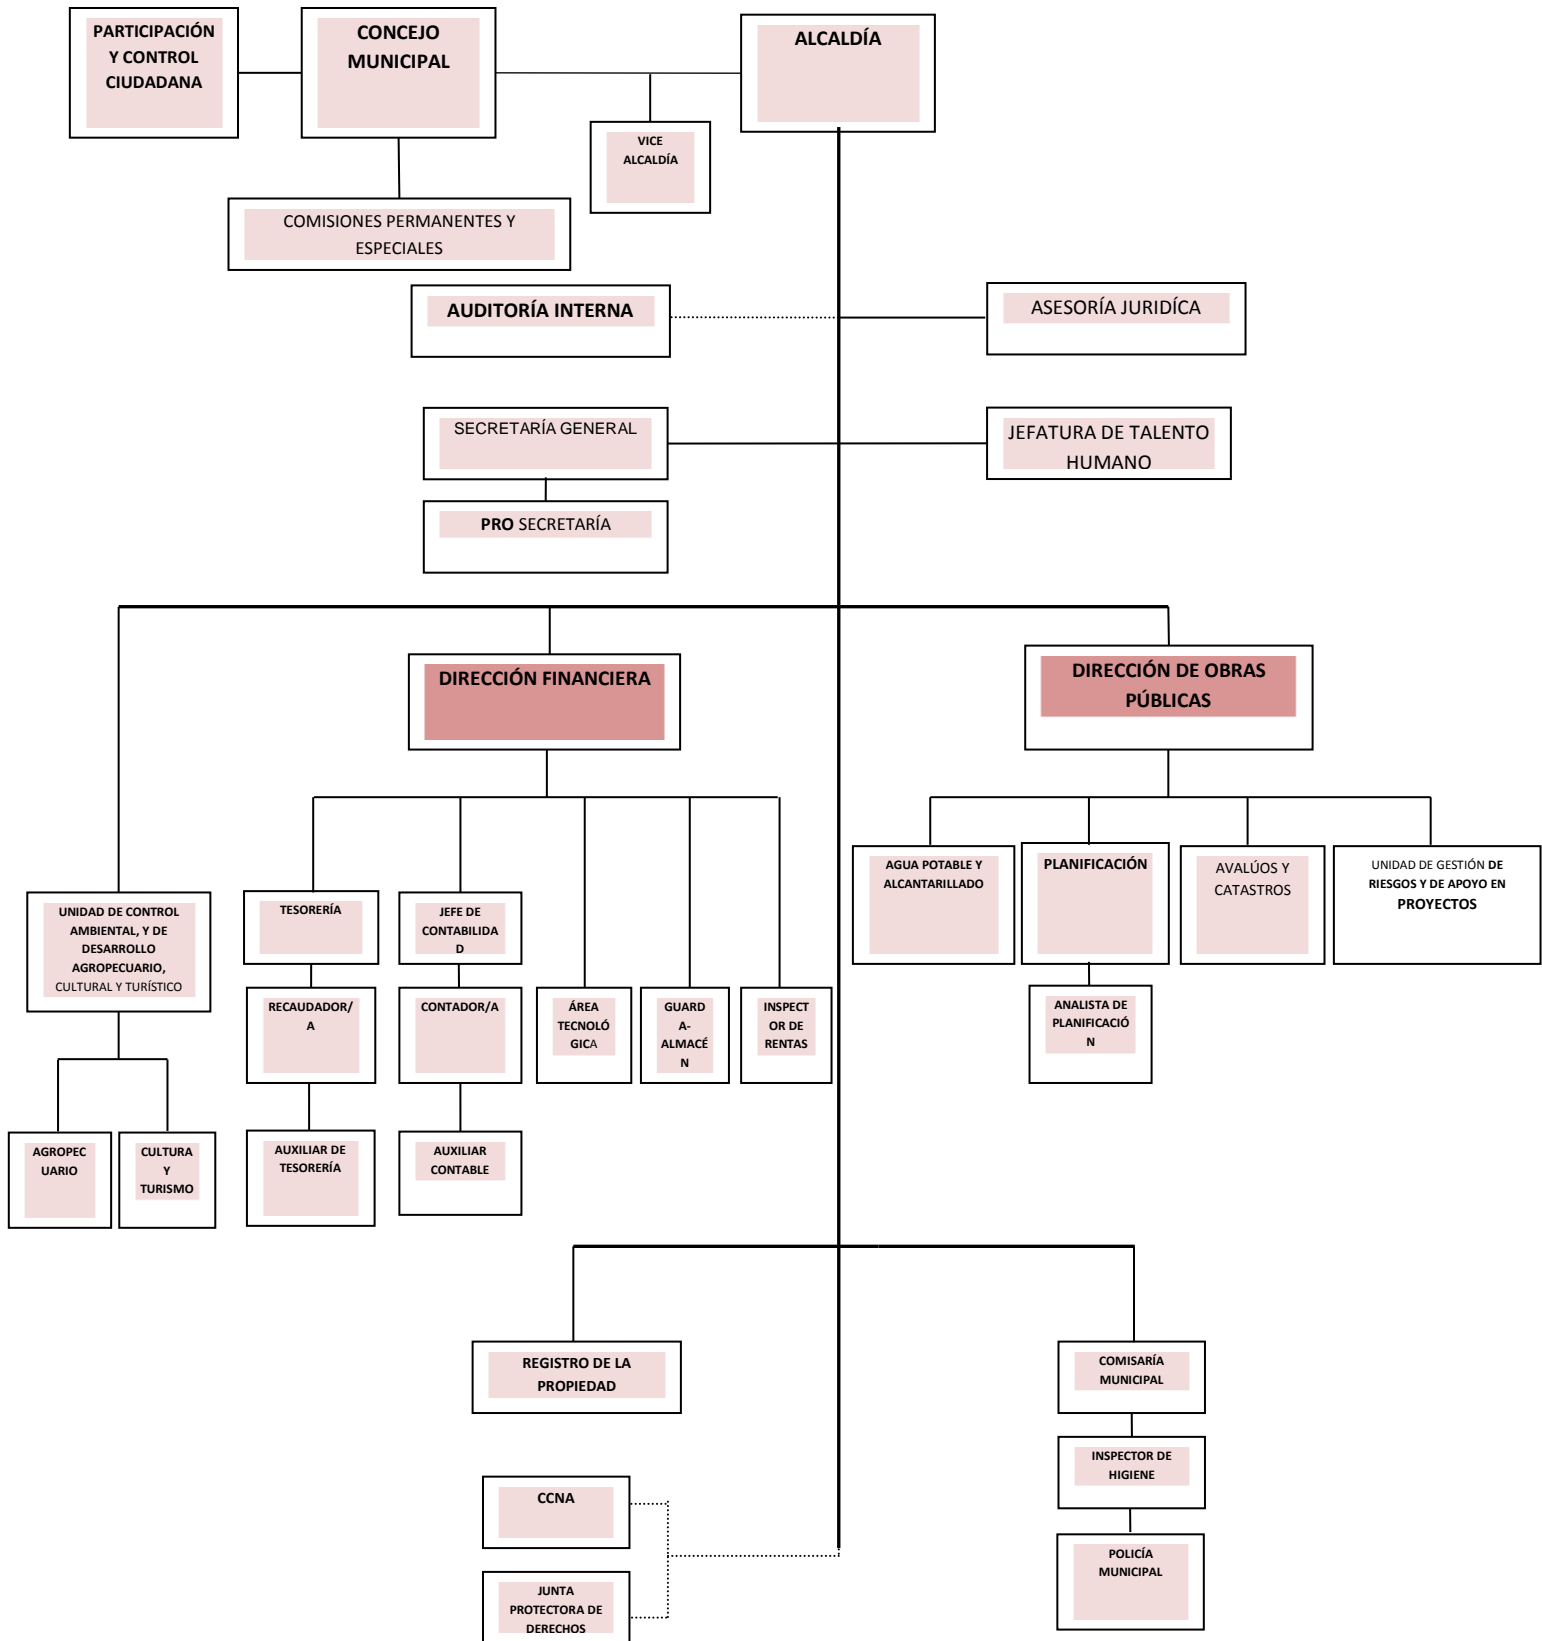 PARTICIPACIÓN
Y CONTROL
CIUDADANA
CONCEJO
MUNICIPAL
ALCALDÍA
VICE
ALCALDÍA
COMISIONES PERMANENTES Y
ESPECIALES
AUDITORÍA INTERNA
ASESORÍA JURIDÍCA
SECRETARÍA GENERAL
JEFATURA DE TALENTO
HUMANO
PRO SECRETARÍA
DIRECCIÓN FINANCIERA
DIRECCIÓN DE OBRAS
PÚBLICAS
AGUA POTABLE Y
ALCANTARILLADO
PLANIFICACIÓN
AVALÚOS Y
CATASTROS
UNIDAD DE GESTIÓN DE
RIESGOS Y DE APOYO EN
PROYECTOS
UNIDAD DE CONTROL
AMBIENTAL, Y DE
DESARROLLO
AGROPECUARIO,
CULTURAL Y TURÍSTICO
TESORERÍA
JEFE DE
CONTABILIDA
D
RECAUDADOR/
A
CONTADOR/A
ÁREA
TECNOLÓ
GICA
GUARD
A-
ALMACÉ
N
INSPECT
OR DE
RENTAS
ANALISTA DE
PLANIFICACIÓ
N
AGROPEC
UARIO
CULTURA
Y
TURISMO
AUXILIAR DE
TESORERÍA
AUXILIAR
CONTABLE
REGISTRO DE LA
PROPIEDAD
COMISARÍA
MUNICIPAL
INSPECTOR DE
HIGIENE
CCNA
POLICÍA
MUNICIPAL
JUNTA
PROTECTORA DE
DERECHOS